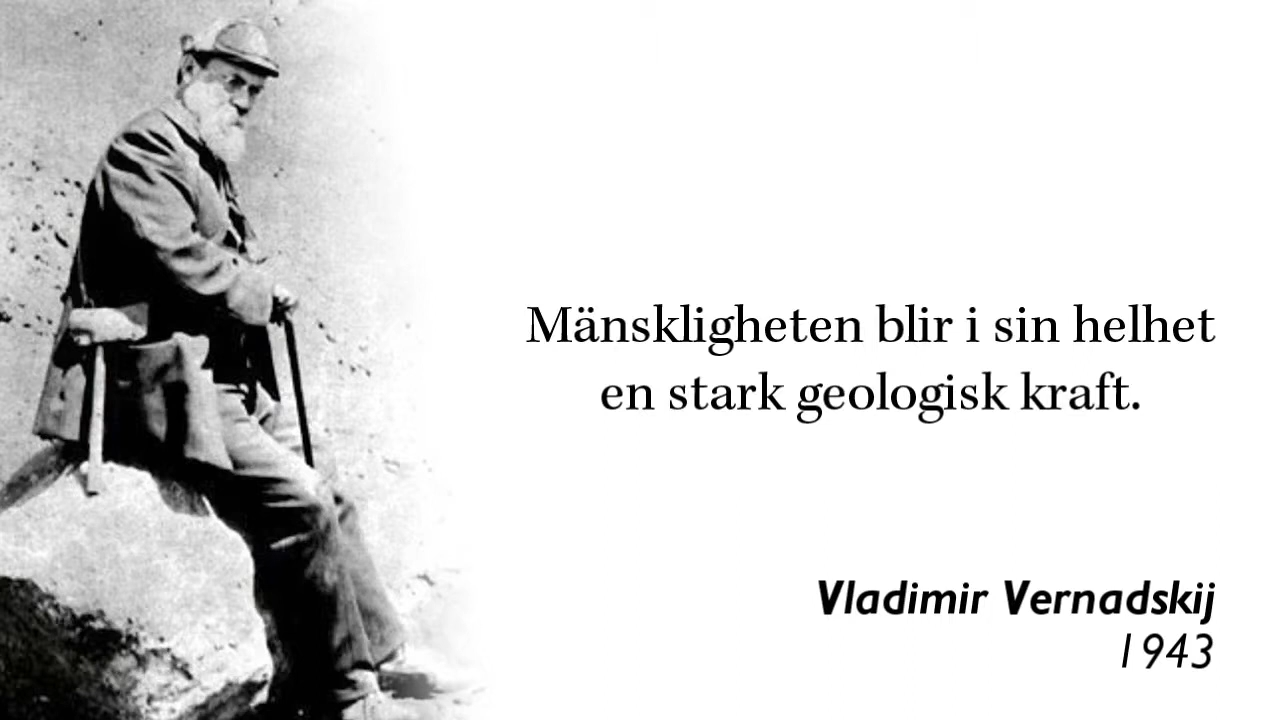 Mänskligheten blir i sin helhet
en stark geologisk kraft.
Vladimir Vernadskij
1943